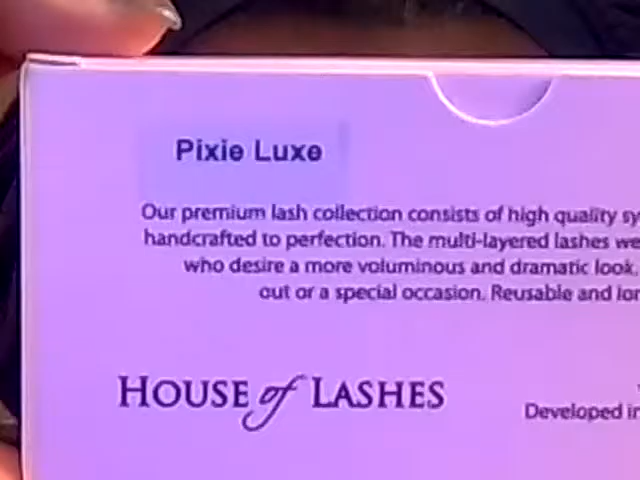 Pixie Luxe
Our premium lash collection consists of high quality sy
handcrafted to perfection. The multi-layered lashes we
who desire a more voluminous and dramatic look.
out or a special occasion. Reusable and lon
HOUSE of LASHES
Developed in